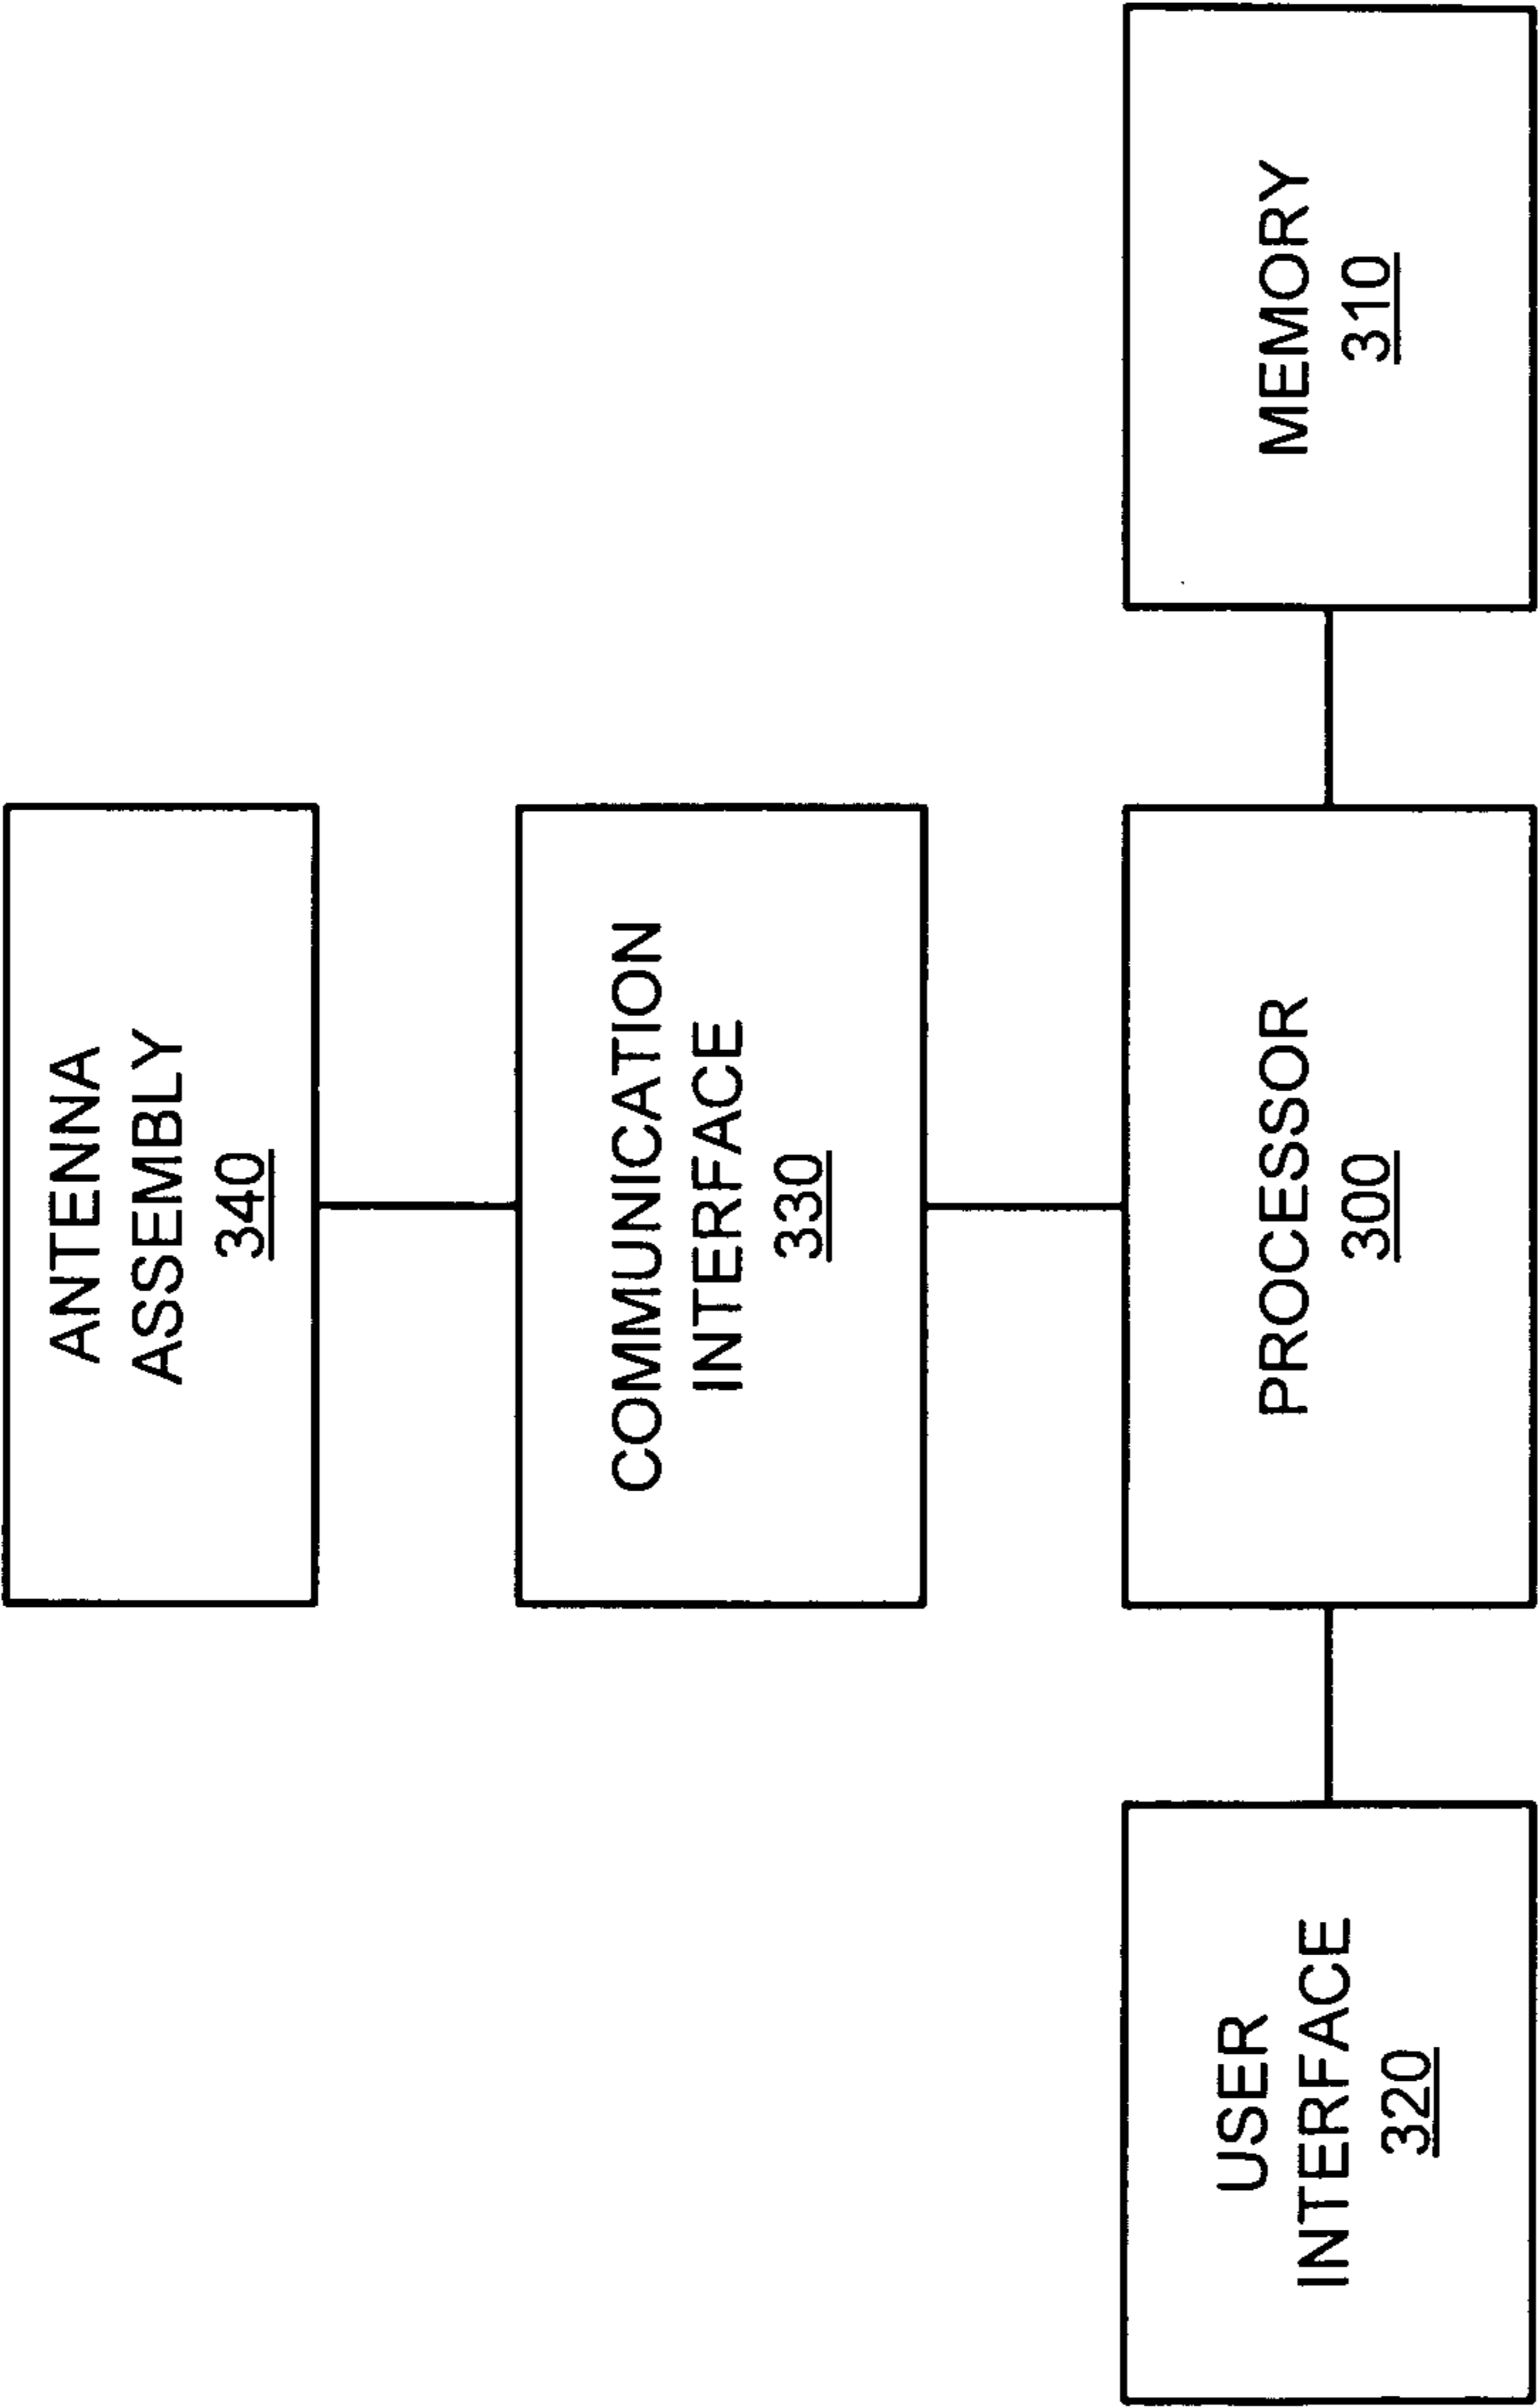 ANTENNA
ASSEMBLY
340
COMMUNICATION
INTERFACE
330
USER
INTERFACE
320
PROCESSOR
300
MEMORY
310